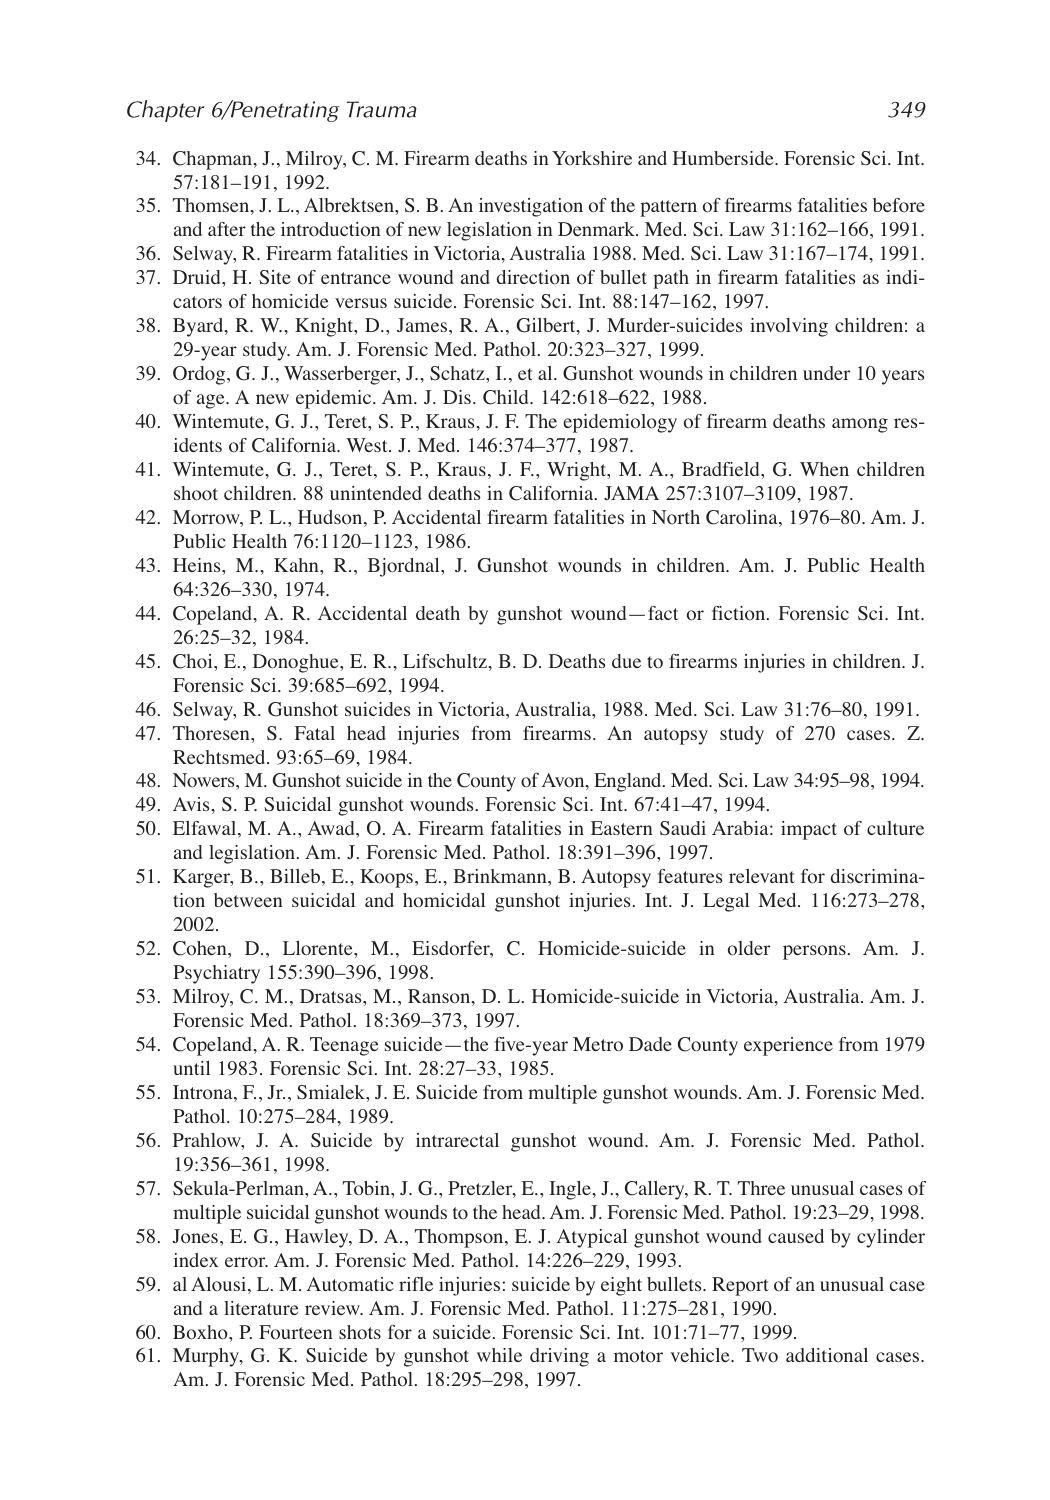 Chapter 6/Penetrating Trauma 349
34. Chapman, J., Milroy, C. M. Firearm deaths in Yorkshire and Humberside. Forensic Sci. Int.
57:181–191, 1992.
35. Thomsen, J. L., Albrektsen, S. B. An investigation of the pattern of firearms fatalities before
and after the introduction of new legislation in Denmark. Med. Sci. Law 31:162–166, 1991.
36. Selway, R. Firearm fatalities in Victoria, Australia 1988. Med. Sci. Law 31:167–174, 1991.
37. Druid, H. Site of entrance wound and direction of bullet path in firearm fatalities as indi-
cators of homicide versus suicide. Forensic Sci. Int. 88:147–162, 1997.
38. Byard, R. W., Knight, D., James, R. A., Gilbert, J. Murder-suicides involving children: a
29-year study. Am. J. Forensic Med. Pathol. 20:323–327, 1999.
39. Ordog, G. J., Wasserberger, J., Schatz, I., et al. Gunshot wounds in children under 10 years
of age. A new epidemic. Am. J. Dis. Child. 142:618–622, 1988.
40. Wintemute, G. J., Teret, S. P., Kraus, J. F. The epidemiology of firearm deaths among res-
idents of California. West. J. Med. 146:374–377, 1987.
41. Wintemute, G. J., Teret, S. P., Kraus, J. F., Wright, M. A., Bradfield, G. When children
shoot children. 88 unintended deaths in California. JAMA 257:3107–3109, 1987.
42. Morrow, P. L., Hudson, P. Accidental firearm fatalities in North Carolina, 1976–80. Am. J.
Public Health 76:1120–1123, 1986.
43. Heins, M., Kahn, R., Bjordnal, J. Gunshot wounds in children. Am. J. Public Health
64:326–330, 1974.
44. Copeland, A. R. Accidental death by gunshot wound—fact or fiction. Forensic Sci. Int.
26:25–32, 1984.
45. Choi, E., Donoghue, E. R., Lifschultz, B. D. Deaths due to firearms injuries in children. J.
Forensic Sci. 39:685–692, 1994.
46. Selway, R. Gunshot suicides in Victoria, Australia, 1988. Med. Sci. Law 31:76–80, 1991.
47. Thoresen, S. Fatal head injuries from firearms. An autopsy study of 270 cases. Z.
Rechtsmed. 93:65–69, 1984.
48. Nowers, M. Gunshot suicide in the County of Avon, England. Med. Sci. Law 34:95–98, 1994.
49. Avis, S. P. Suicidal gunshot wounds. Forensic Sci. Int. 67:41–47, 1994.
50. Elfawal, M. A., Awad, O. A. Firearm fatalities in Eastern Saudi Arabia: impact of culture
and legislation. Am. J. Forensic Med. Pathol. 18:391–396, 1997.
51. Karger, B., Billeb, E., Koops, E., Brinkmann, B. Autopsy features relevant for discrimina-
tion between suicidal and homicidal gunshot injuries. Int. J. Legal Med. 116:273–278,
2002.
52. Cohen, D., Llorente, M., Eisdorfer, C. Homicide-suicide in older persons. Am. J.
Psychiatry 155:390–396, 1998.
53. Milroy, C. M., Dratsas, M., Ranson, D. L. Homicide-suicide in Victoria, Australia. Am. J.
Forensic Med. Pathol. 18:369–373, 1997.
54. Copeland, A. R. Teenage suicide—the five-year Metro Dade County experience from 1979
until 1983. Forensic Sci. Int. 28:27–33, 1985.
55. Introna, F., Jr., Smialek, J. E. Suicide from multiple gunshot wounds. Am. J. Forensic Med.
Pathol. 10:275–284, 1989.
56. Prahlow, J. A. Suicide by intrarectal gunshot wound. Am. J. Forensic Med. Pathol.
19:356–361, 1998.
57. Sekula-Perlman, A., Tobin, J. G., Pretzler, E., Ingle, J., Callery, R. T. Three unusual cases of
multiple suicidal gunshot wounds to the head. Am. J. Forensic Med. Pathol. 19:23–29, 1998.
58. Jones, E. G., Hawley, D. A., Thompson, E. J. Atypical gunshot wound caused by cylinder
index error. Am. J. Forensic Med. Pathol. 14:226–229, 1993.
59. al Alousi, L. M. Automatic rifle injuries: suicide by eight bullets. Report of an unusual case
and a literature review. Am. J. Forensic Med. Pathol. 11:275–281, 1990.
60. Boxho, P. Fourteen shots for a suicide. Forensic Sci. Int. 101:71–77, 1999.
61. Murphy, G. K. Suicide by gunshot while driving a motor vehicle. Two additional cases.
Am. J. Forensic Med. Pathol. 18:295–298, 1997.